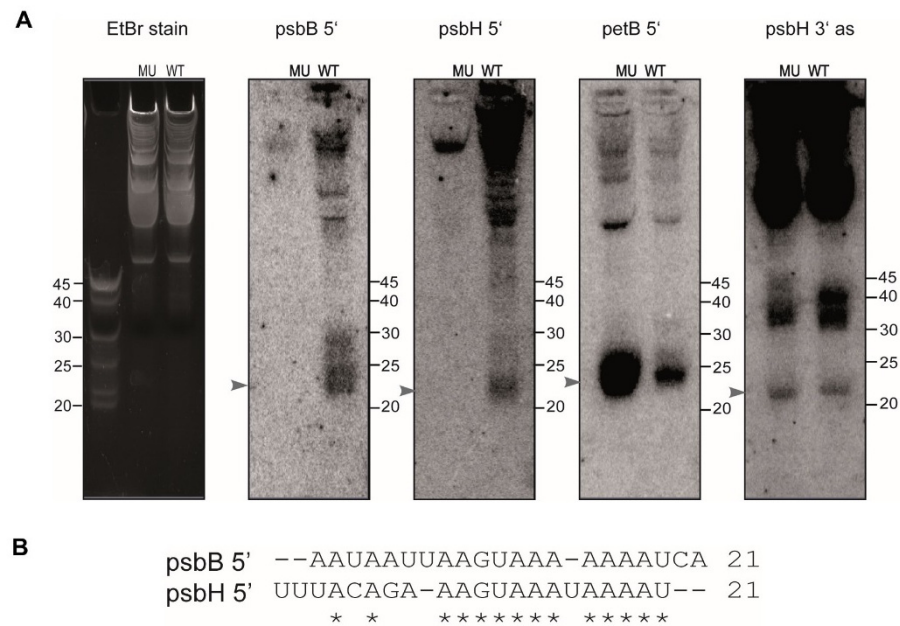 A
EtBr stain psbB 5‘ psbH 5‘ petB 5‘ psbH 3‘ as
MU WT MU WT MU WT MU WT MU WT
45 45 45 45 45
40 40 40 40 40
30 30 30 30 30
25 25 25 25 25
20 20 20 20 20
B
psbB 5’ --AAUAAUUAAGUAAA-AAAAUCA 21
psbH 5’ UUUACAGA-AAGUAAAUAAAAU-- 21
* * ******* *****